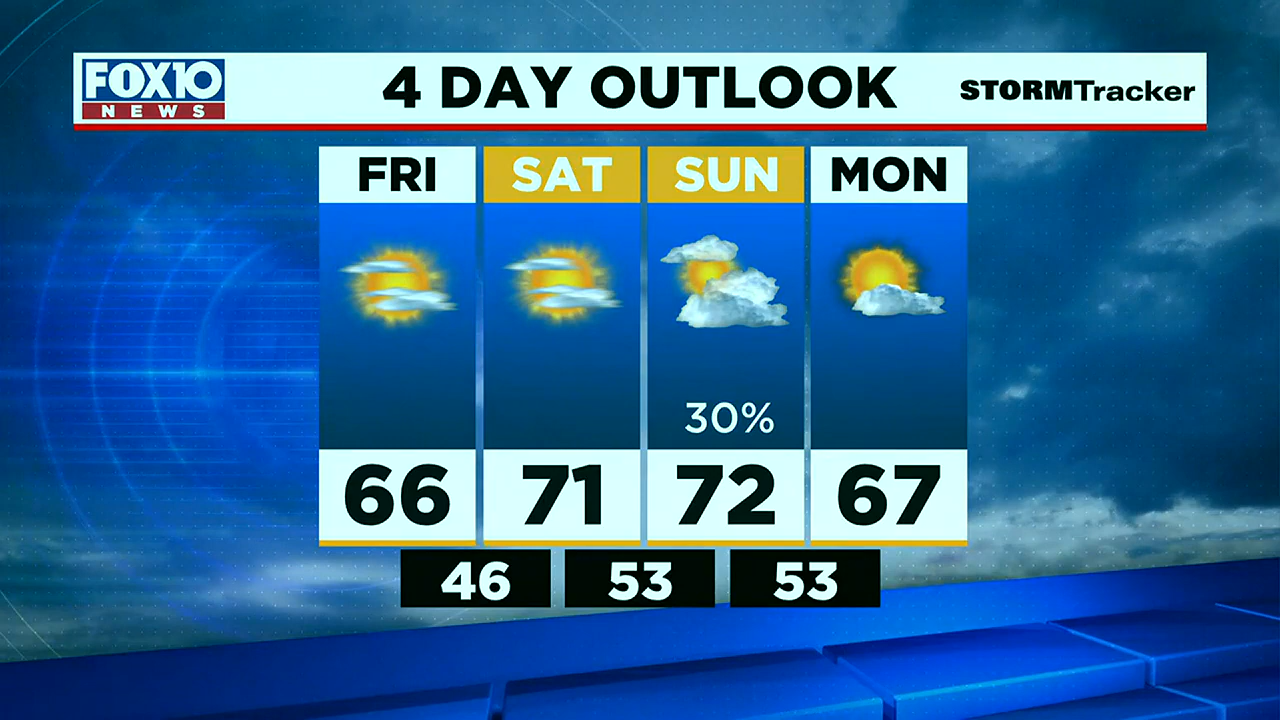 FOX10
NEWS
4 DAY OUTLOOK
STORMTracker
FRI SAT SUN MON
30%
66 71 72 67
46 53 53